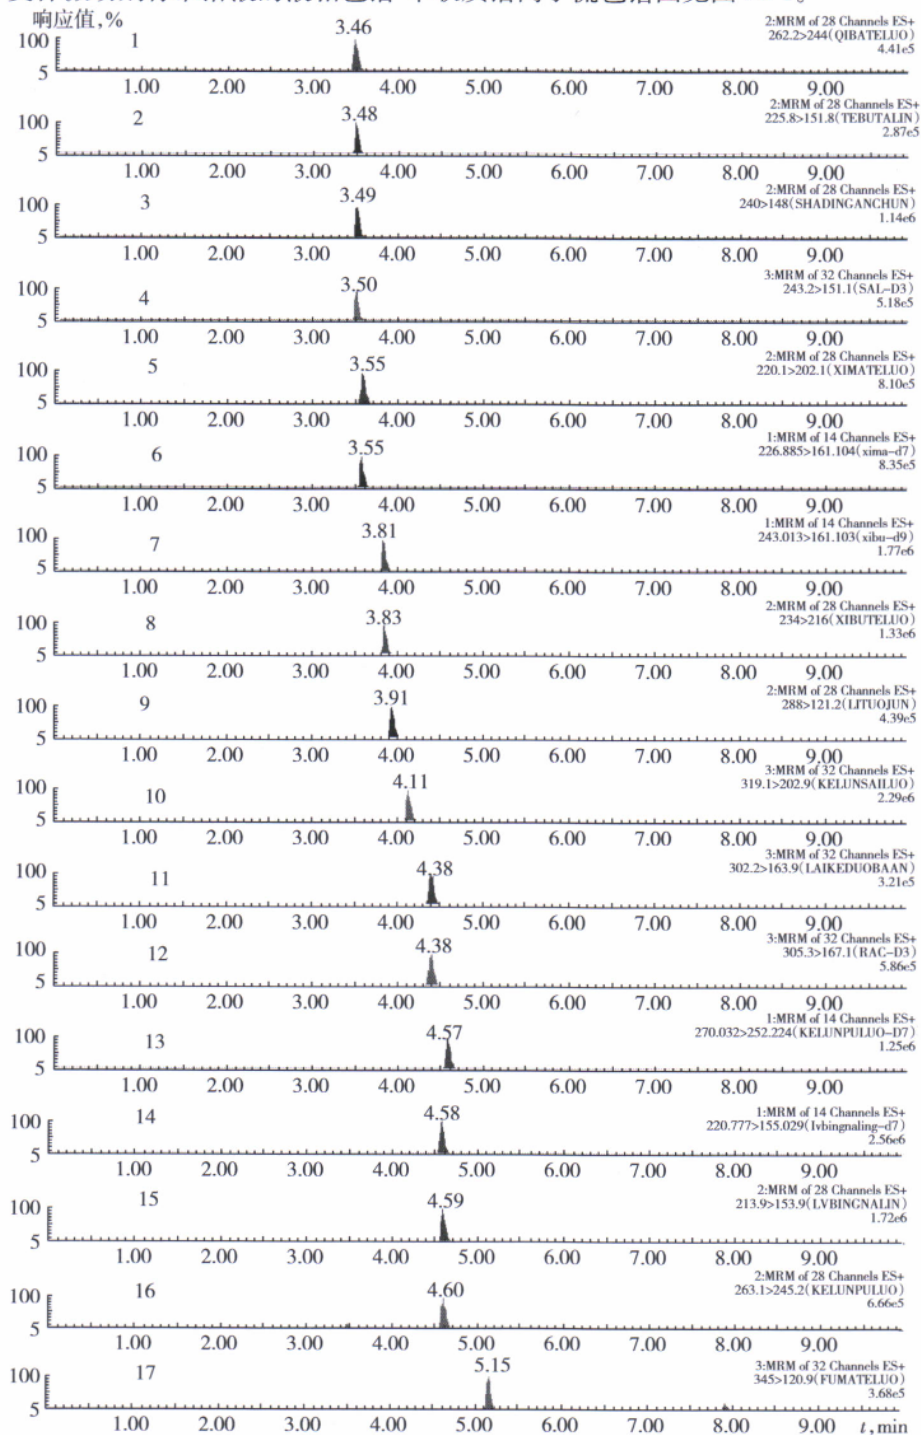 响应值,%
2:MRM of 28 Channels ES+
1
3.46
262.2>244(QIBATELUO)
4.41e5
100
5
1.00 2.00 3.00 4.00 5.00 6.00 7.00 8.00 9.00
2:MRM of 28 Channels ES+
2
3.48
225.8>151.8(TEBUTALIN)
2.87e5
100
5
1.00 2.00 3.00 4.00 5.00 6.00 7.00 8.00 9.00
2:MRM of 28 Channels ES+
3
3.49
240>148(SHADINGANCHUN)
1.14e6
100
5
1.00 2.00 3.00 4.00 5.00 6.00 7.00 8.00 9.00
3:MRM of 32 Channels ES+
4
3.50
243.2>151.1(SAL-D3)
5.18e5
100
5
1.00 2.00 3.00 4.00 5.00 6.00 7.00 8.00 9.00
2:MRM of 28 Channels ES+
5
3.55
220.1>202.1(XIMATELUO)
8.10e5
100
5
1.00 2.00 3.00 4.00 5.00 6.00 7.00 8.00 9.00
1:MRM of 14 Channels ES+
6
3.55
226.885>161.104(xima-d7)
8.35e5
100
5
1.00 2.00 3.00 4.00 5.00 6.00 7.00 8.00 9.00
1:MRM of 14 Channels ES+
7
3.81
243.013>161.103(xibu-d9)
1.77e6
100
5
1.00 2.00 3.00 4.00 5.00 6.00 7.00 8.00 9.00
2:MRM of 28 Channels ES+
8
3.83
234>216(XIBUTELUO)
1.33e6
100
5
1.00 2.00 3.00 4.00 5.00 6.00 7.00 8.00 9.00
2:MRM of 28 Channels ES+
9
3.91
288>121.2(LITUOJUN)
4.39e5
100
5
1.00 2.00 3.00 4.00 5.00 6.00 7.00 8.00 9.00
3:MRM of 32 Channels ES+
10
4.11
319.1>202.9(KELUNSAILUO)
2.29e6
100
5
1.00 2.00 3.00 4.00 5.00 6.00 7.00 8.00 9.00
3:MRM of 32 Channels ES+
11
4.38
302.2>163.9(LAIKEDUOBAAN)
3.21e5
100
5
1.00 2.00 3.00 4.00 5.00 6.00 7.00 8.00 9.00
3:MRM of 32 Channels ES+
12
4.38
305.3>167.1(RAC-D3)
5.86e5
100
5
1.00 2.00 3.00 4.00 5.00 6.00 7.00 8.00 9.00
1:MRM of 14 Channels ES+
13
4.57
270.032>252.224(KELUNPULUO-D7)
1.25e6
100
5
1.00 2.00 3.00 4.00 5.00 6.00 7.00 8.00 9.00
1:MRM of 14 Channels ES+
14
4.58
220.777>155.029(lvbingnaling-d7)
2.56e6
100
5
1.00 2.00 3.00 4.00 5.00 6.00 7.00 8.00 9.00
2:MRM of 28 Channels ES+
15
4.59
213.9>153.9(LVBINGNALIN)
1.72e6
100
5
1.00 2.00 3.00 4.00 5.00 6.00 7.00 8.00 9.00
2:MRM of 28 Channels ES+
16
4.60
263.1>245.2(KELUNPULUO)
6.66e5
100
5
1.00 2.00 3.00 4.00 5.00 6.00 7.00 8.00 9.00
3:MRM of 32 Channels ES+
17
5.15
345>120.9(FUMATELUO)
3.68e5
100
5
1.00 2.00 3.00 4.00 5.00 6.00 7.00 8.00 9.00 t,min